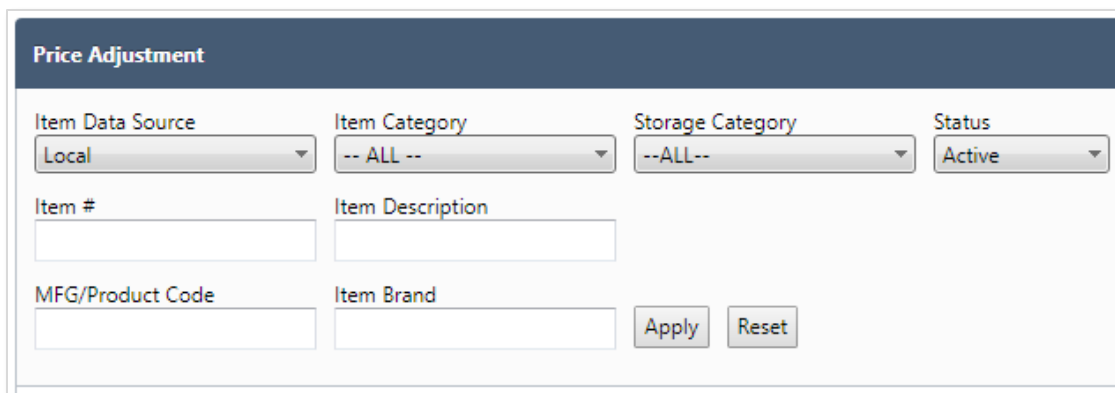 Price Adjustment
Item Data Source Item Category Storage Category Status
Local -- ALL -- --ALL-- Active
Item # Item Description
MFG/Product Code Item Brand
Apply Reset